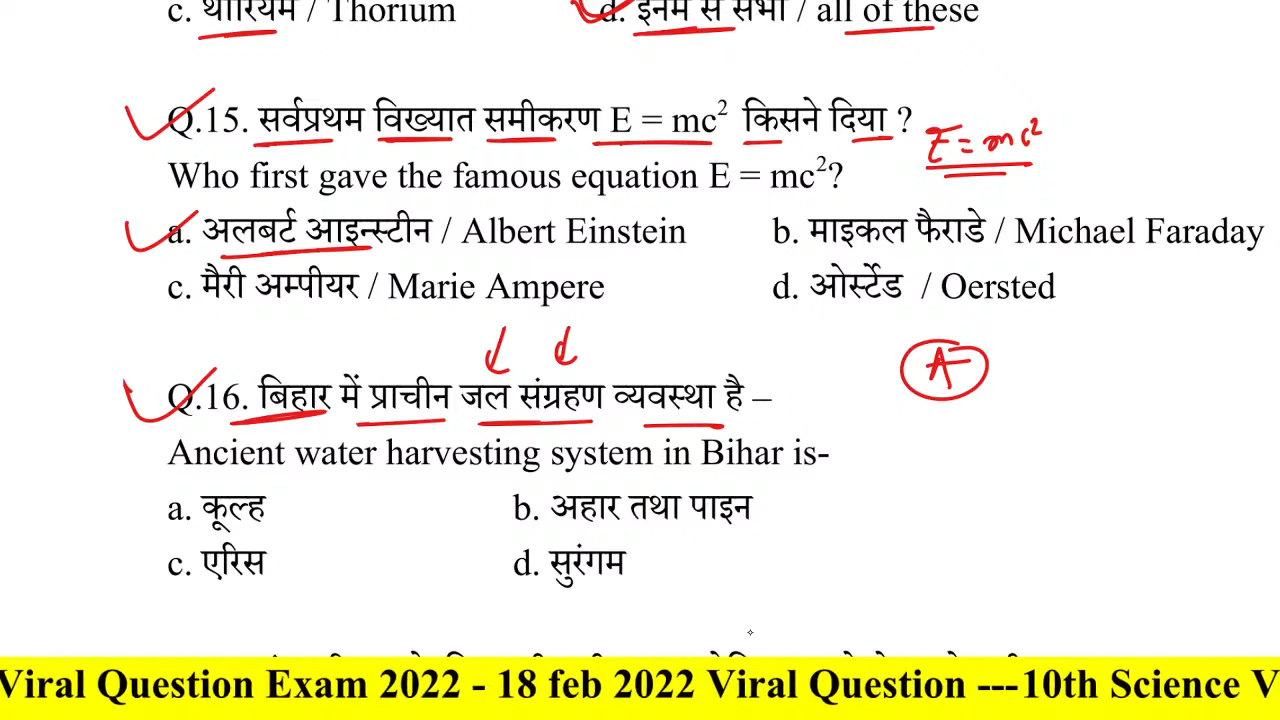 c. थोरियम / Thorium d. इनमें से सभी / all of these
Q.15. सर्वप्रथम विख्यात समीकरण E = mc² किसने दिया ?
E = mc²
Who first gave the famous equation E = mc²?
a. अलबर्ट आइन्स्टीन / Albert Einstein b. माइकल फैराडे / Michael Faraday
c. मैरी अम्पीयर / Marie Ampere d. ओर्स्टेड / Oersted
A
Q.16. बिहार में प्राचीन जल संग्रहण व्यवस्था है –
Ancient water harvesting system in Bihar is-
a. कूल्ह b. अहार तथा पाइन
c. एरिस d. सुरंगम
Viral Question Exam 2022 - 18 feb 2022 Viral Question ---10th Science V